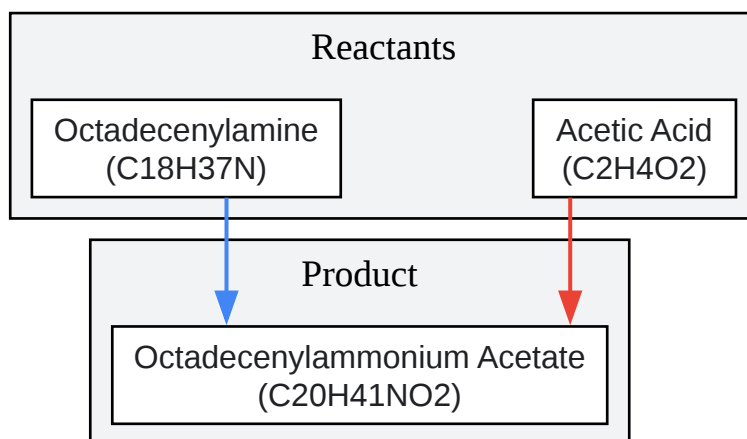 Reactants
Octadecenylamine
(C18H37N)
Acetic Acid
(C2H4O2)
Product
Octadecenylammonium Acetate
(C20H41NO2)